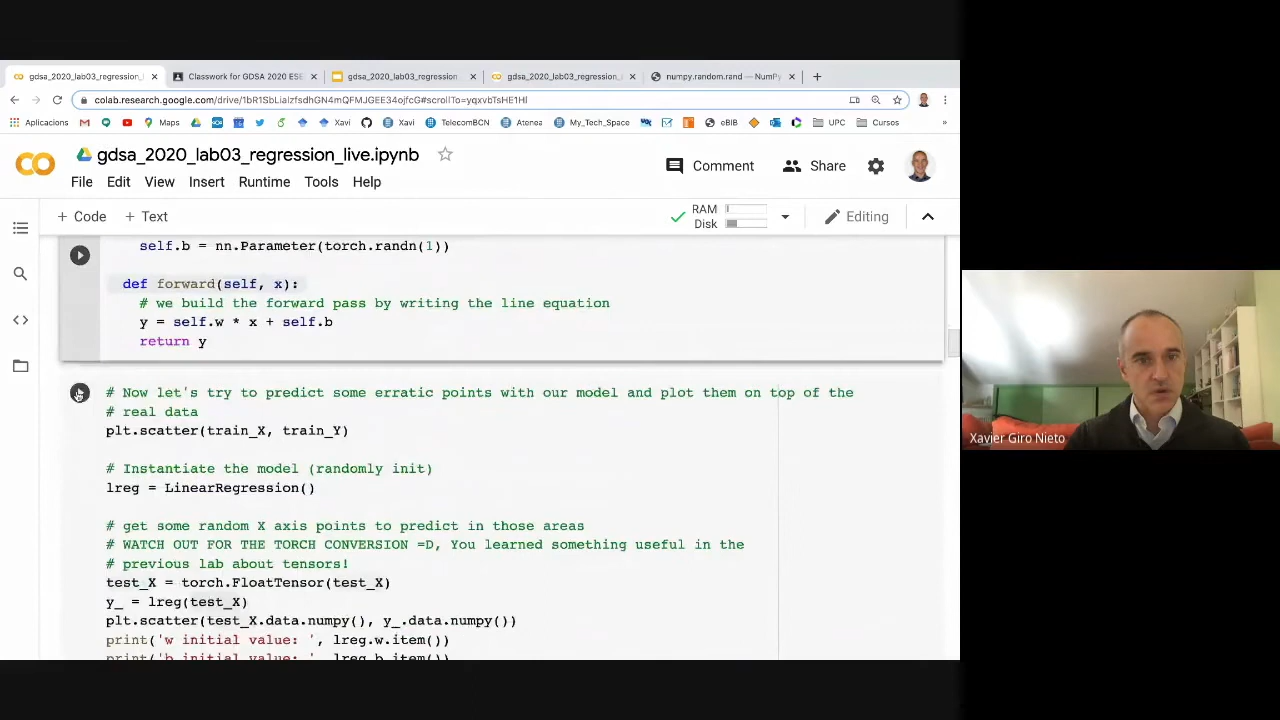 gdsa_2020_lab03_regression_l
Classwork for GDSA 2020 ESE
gdsa_2020_lab03_regression_
gdsa_2020_lab03_regression_
numpy.random.rand — NumPy
colab.research.google.com/drive/1bR1SbLialzfsdhGN4mQFMJGEE34ojfcG#scrollTo=yqxvbTsHE1Hl
Aplicacions
Maps
Xavi
Xavi
TelecomBCN
Atenea
My_Tech_Space
eBIB
UPC
Cursos
»
CO
gdsa_2020_lab03_regression_live.ipynb
Comment
Share
File Edit View Insert Runtime Tools Help
+ Code + Text
RAM
Disk
Editing
self.b = nn.Parameter(torch.randn(1))
def forward(self, x):
# we build the forward pass by writing the line equation
y = self.w * x + self.b
return y
# Now let's try to predict some erratic points with our model and plot them on top of the
# real data
plt.scatter(train_X, train_Y)
# Instantiate the model (randomly init)
lreg = LinearRegression()
# get some random X axis points to predict in those areas
# WATCH OUT FOR THE TORCH CONVERSION =D, You learned something useful in the
# previous lab about tensors!
test_X = torch.FloatTensor(test_X)
y_ = lreg(test_X)
plt.scatter(test_X.data.numpy(), y_.data.numpy())
print('w initial value: ', lreg.w.item())
print('b initial value: ', lreg.b.item())
Xavier Giro Nieto